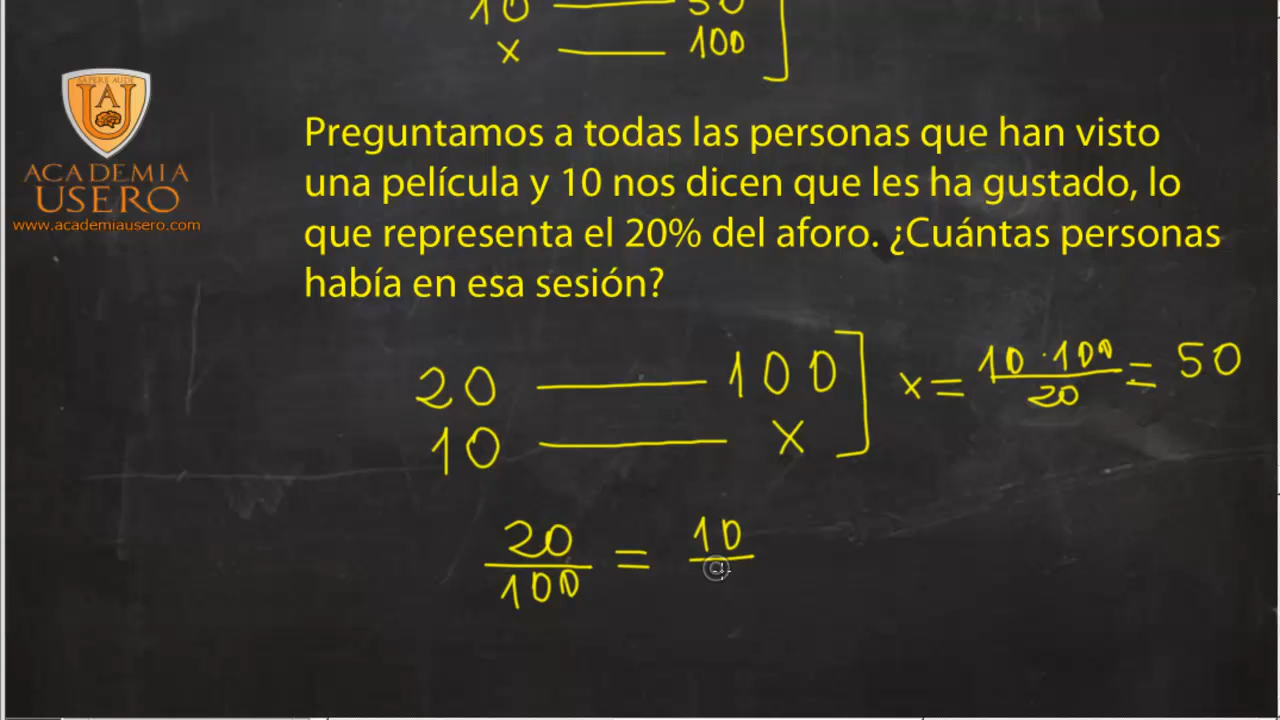 10 50
x 100
SAPERE AUDE
UA
ACADEMIA
USERO
www.academiausero.com
Preguntamos a todas las personas que han visto
una película y 10 nos dicen que les ha gustado, lo
que representa el 20% del aforo. ¿Cuántas personas
había en esa sesión?
20 — 100
10 — x
x = 10 · 100 / 20 = 50
20 / 100 = 10 /